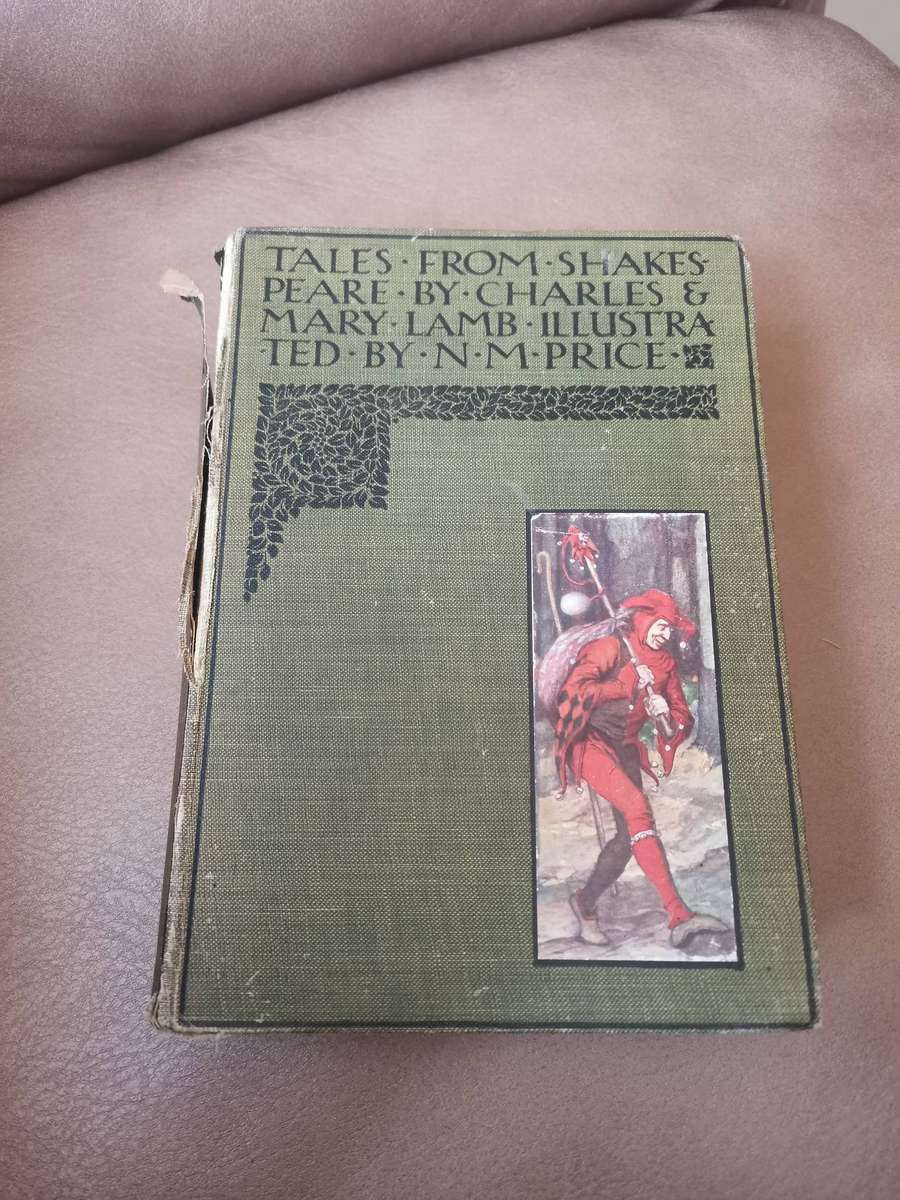 TALES · FROM · SHAKES-
PEARE · BY · CHARLES &
MARY · LAMB · ILLUSTRA
·TED · BY · N · M · PRICE ·